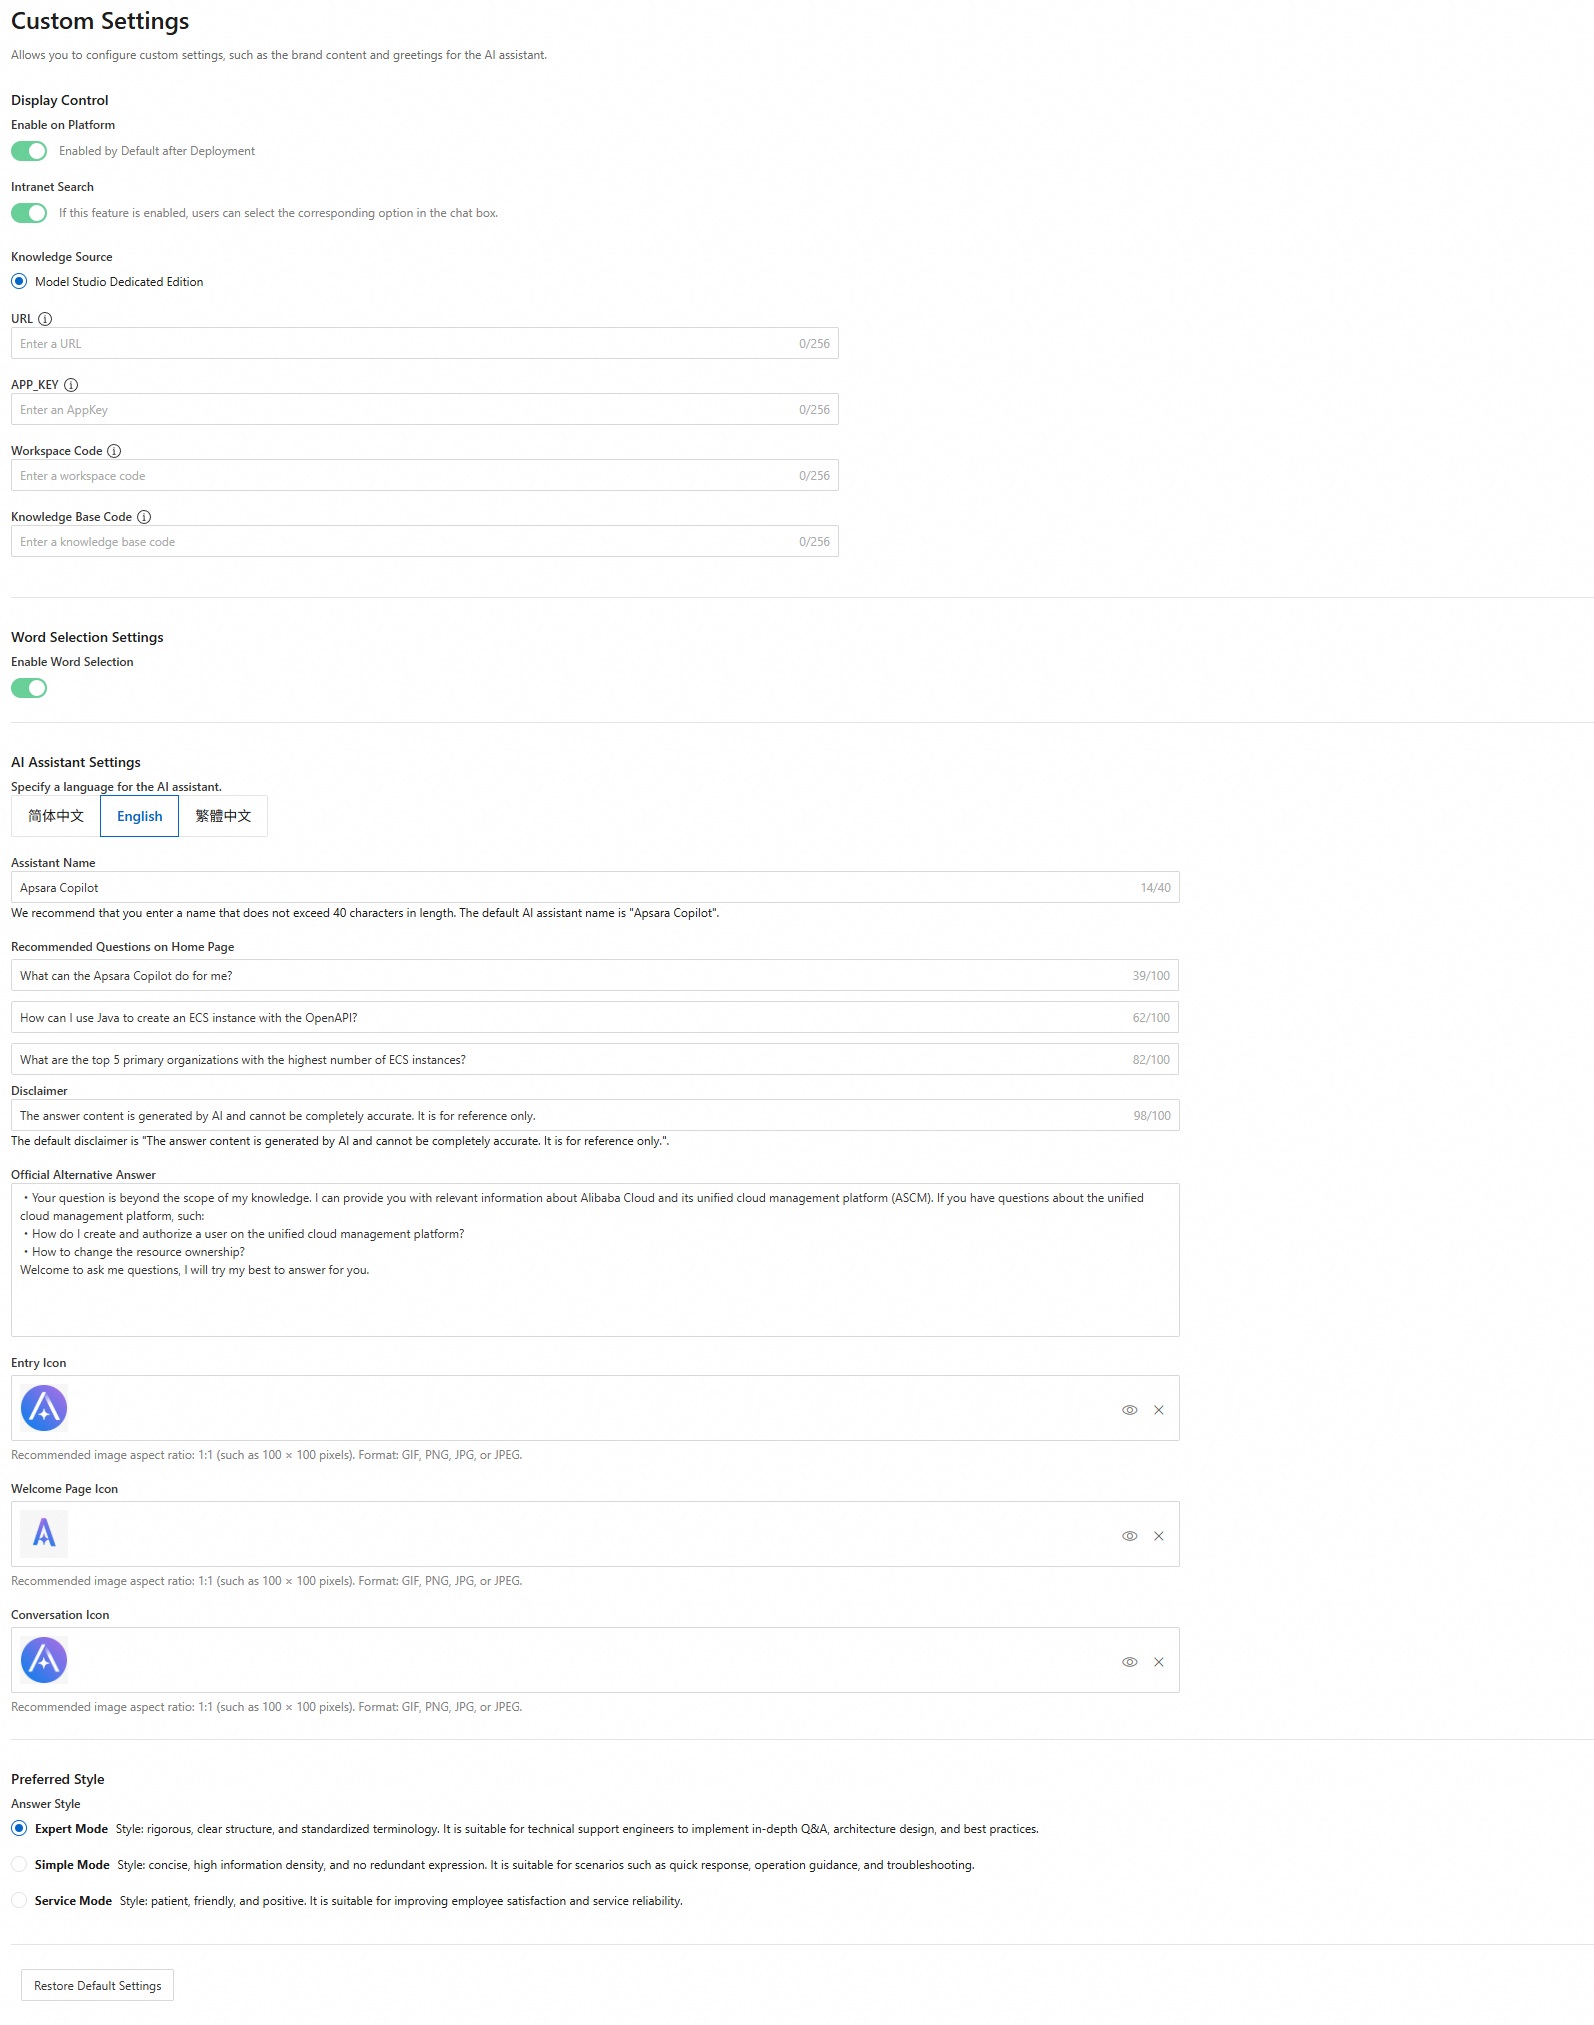 Custom Settings
Allows you to configure custom settings, such as the brand content and greetings for the AI assistant.
Display Control
Enable on Platform
Enabled by Default after Deployment
Intranet Search
If this feature is enabled, users can select the corresponding option in the chat box.
Knowledge Source
Model Studio Dedicated Edition
URL
Enter a URL 0/256
APP_KEY
Enter an AppKey 0/256
Workspace Code
Enter a workspace code 0/256
Knowledge Base Code
Enter a knowledge base code 0/256
Word Selection Settings
Enable Word Selection
AI Assistant Settings
Specify a language for the AI assistant.
简体中文 English 繁體中文
Assistant Name
Apsara Copilot 14/40
We recommend that you enter a name that does not exceed 40 characters in length. The default AI assistant name is "Apsara Copilot".
Recommended Questions on Home Page
What can the Apsara Copilot do for me? 39/100
How can I use Java to create an ECS instance with the OpenAPI? 62/100
What are the top 5 primary organizations with the highest number of ECS instances? 82/100
Disclaimer
The answer content is generated by AI and cannot be completely accurate. It is for reference only. 98/100
The default disclaimer is "The answer content is generated by AI and cannot be completely accurate. It is for reference only.".
Official Alternative Answer
・Your question is beyond the scope of my knowledge. I can provide you with relevant information about Alibaba Cloud and its unified cloud management platform (ASCM). If you have questions about the unified
cloud management platform, such:
・How do I create and authorize a user on the unified cloud management platform?
・How to change the resource ownership?
Welcome to ask me questions, I will try my best to answer for you.
Entry Icon
Recommended image aspect ratio: 1:1 (such as 100 × 100 pixels). Format: GIF, PNG, JPG, or JPEG.
Welcome Page Icon
Recommended image aspect ratio: 1:1 (such as 100 × 100 pixels). Format: GIF, PNG, JPG, or JPEG.
Conversation Icon
Recommended image aspect ratio: 1:1 (such as 100 × 100 pixels). Format: GIF, PNG, JPG, or JPEG.
Preferred Style
Answer Style
Expert Mode Style: rigorous, clear structure, and standardized terminology. It is suitable for technical support engineers to implement in-depth Q&A, architecture design, and best practices.
Simple Mode Style: concise, high information density, and no redundant expression. It is suitable for scenarios such as quick response, operation guidance, and troubleshooting.
Service Mode Style: patient, friendly, and positive. It is suitable for improving employee satisfaction and service reliability.
Restore Default Settings